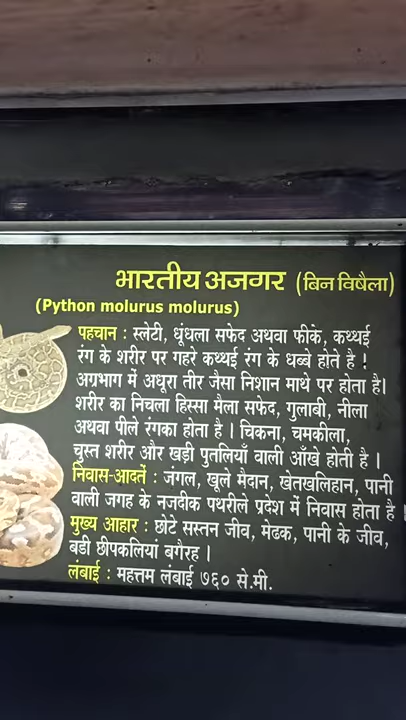 भारतीय अजगर (बिन विषैला)
(Python molurus molurus)
पहचान : स्लेटी, धूंधला सफेद अथवा फीके, कथ्थई
रंग के शरीर पर गहरे कथ्थई रंग के धब्बे होते है !
अग्रभाग में अधूरा तीर जैसा निशान माथे पर होता है।
शरीर का निचला हिस्सा मैला सफेद, गुलाबी, नीला
अथवा पीले रंगका होता है । चिकना, चमकीला,
चुस्त शरीर और खड़ी पुतलियाँ वाली आँखे होती है ।
निवास-आदतें : जंगल, खूले मैदान, खेतखलिहान, पानी
वाली जगह के नजदीक पथरीले प्रदेश में निवास होता है ।
मुख्य आहार : छोटे सस्तन जीव, मेढक, पानी के जीव,
बडी छीपकलियां बगैरह ।
लंबाई : महत्तम लंबाई ७६० से.मी.